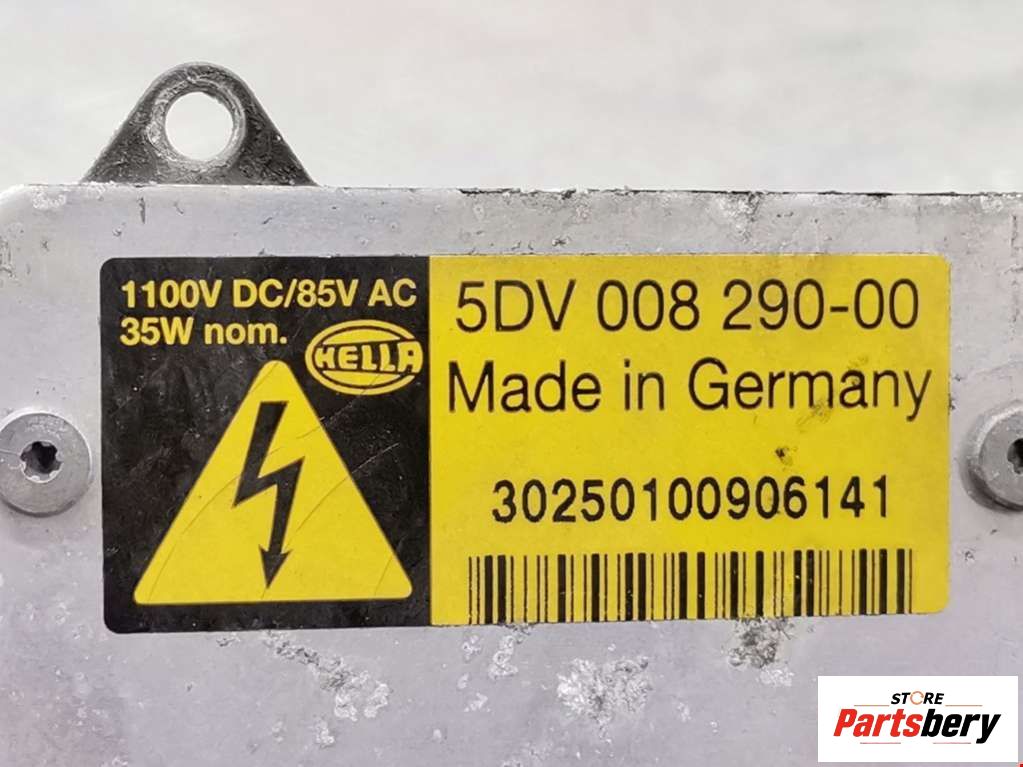 1100V DC/85V AC
35W nom.
HELLA
5DV 008 290-00
Made in Germany
30250100906141
STORE
Partsbery